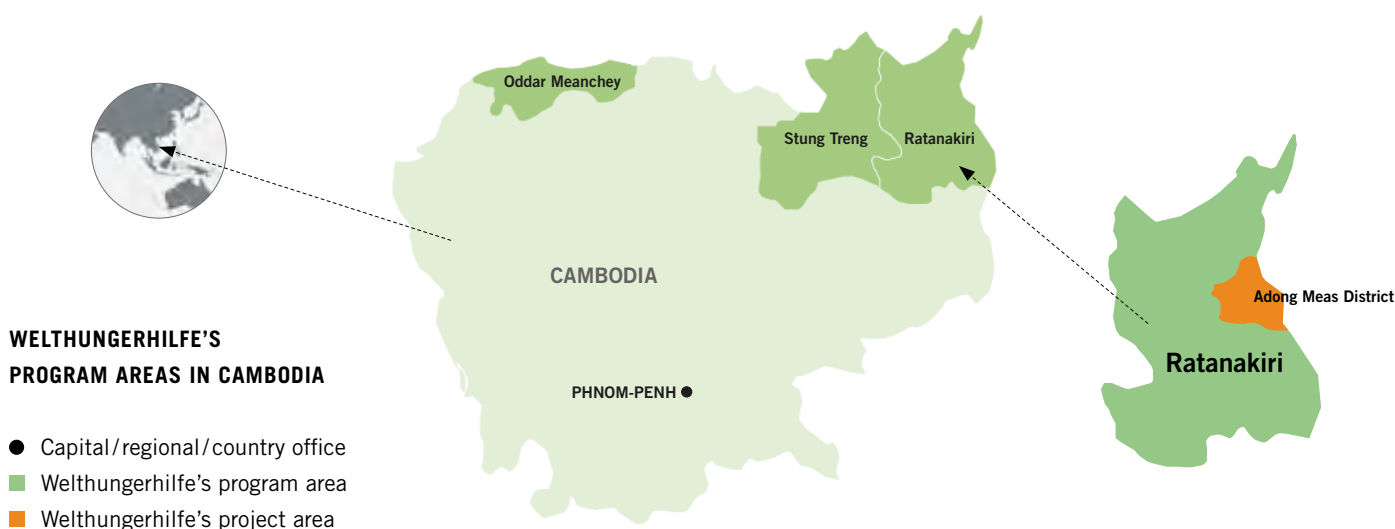 Oddar Meanchey
Stung Treng
Ratanakiri
CAMBODIA
PHNOM-PENH
Adong Meas District
Ratanakiri
WELTHUNGERHILFE'S
PROGRAM AREAS IN CAMBODIA
Capital/regional/country office
Welthungerhilfe's program area
Welthungerhilfe's project area